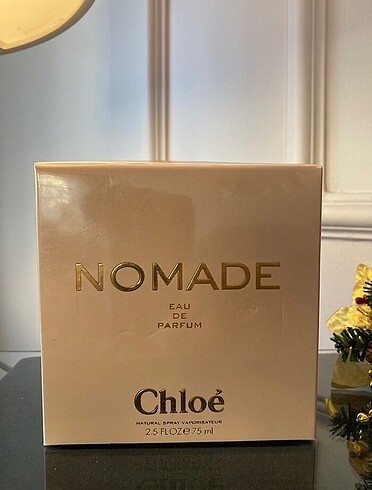 NOMADE
EAU
DE
PARFUM
Chloé
NATURAL SPRAY VAPORISATEUR
2.5 FL OZ ℮ 75 ml